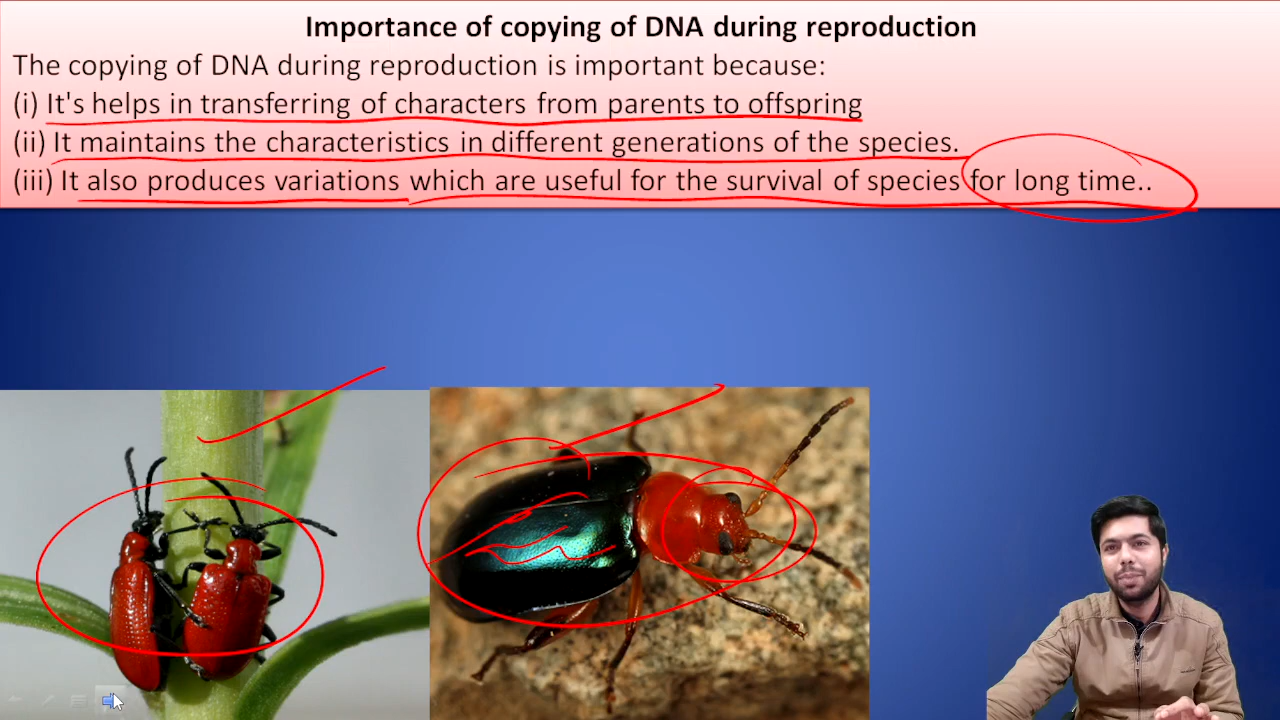 Importance of copying of DNA during reproduction
The copying of DNA during reproduction is important because:
(i) It's helps in transferring of characters from parents to offspring
(ii) It maintains the characteristics in different generations of the species.
(iii) It also produces variations which are useful for the survival of species for long time..